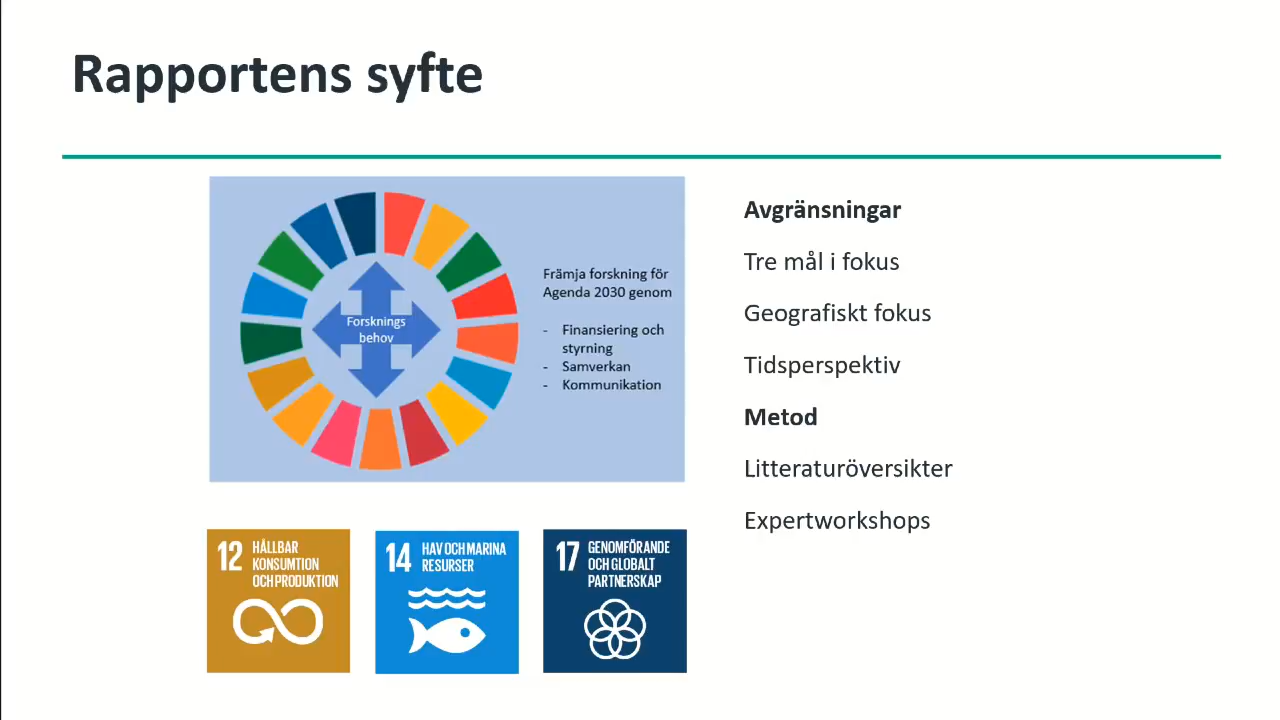 Rapportens syfte
Forsknings
behov
Främja forskning för
Agenda 2030 genom
- Finansiering och
styrning
- Samverkan
- Kommunikation
12 HÅLLBAR
KONSUMTION
OCH PRODUKTION
14 HAV OCH MARINA
RESURSER
17 GENOMFÖRANDE
OCH GLOBALT
PARTNERSKAP
Avgränsningar
Tre mål i fokus
Geografiskt fokus
Tidsperspektiv
Metod
Litteraturöversikter
Expertworkshops